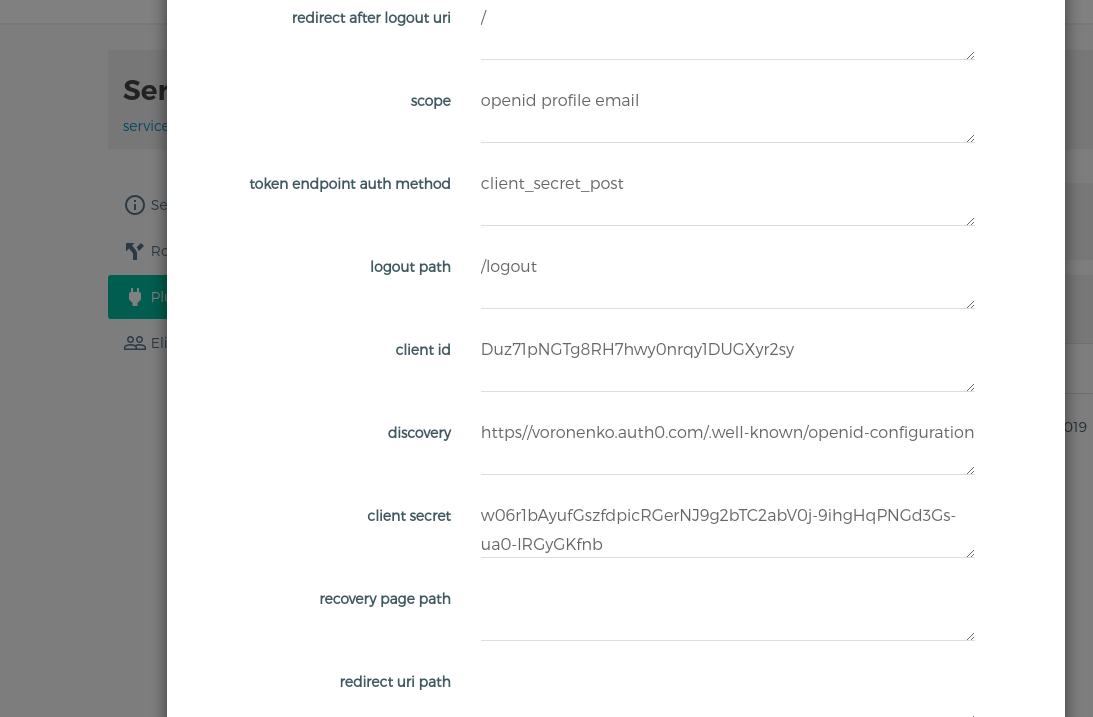 redirect after logout uri /
Ser
scope openid profile email
service
token endpoint auth method client_secret_post
Se
Ro
logout path /logout
Plu
Eli
client id Duz71pNGTg8RH7hwy0nrqy1DUGXyr2sy
discovery https//voronenko.auth0.com/.well-known/openid-configuration
019
client secret w06r1bAyufGszfdpicRGerNJ9g2bTC2abV0j-9ihgHqPNGd3Gs-
ua0-IRGyGKfnb
recovery page path
redirect uri path